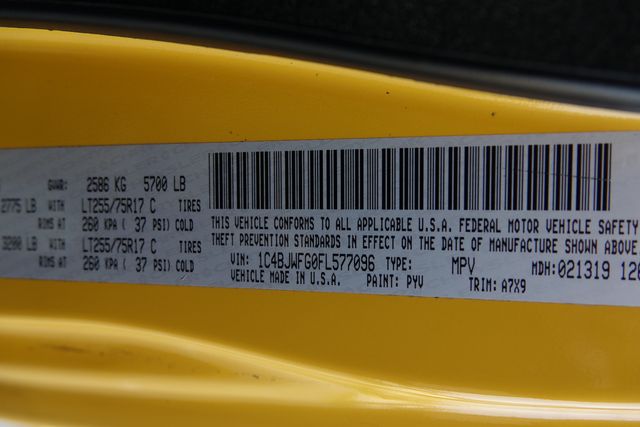 GVWR: 2586 KG 5700 LB
2775 LB WITH LT255/75R17 C TIRES
RIMS AT 260 KPA ( 37 PSI) COLD
3200 LB WITH LT255/75R17 C TIRES
RIMS AT 260 KPA ( 37 PSI) COLD
THIS VEHICLE CONFORMS TO ALL APPLICABLE U.S.A. FEDERAL MOTOR VEHICLE SAFETY
THEFT PREVENTION STANDARDS IN EFFECT ON THE DATE OF MANUFACTURE SHOWN ABOVE
VIN: 1C4BJWFG0FL577096 TYPE: MPV MDH:021319 120
VEHICLE MADE IN U.S.A. PAINT: PYV TRIM: A7X9